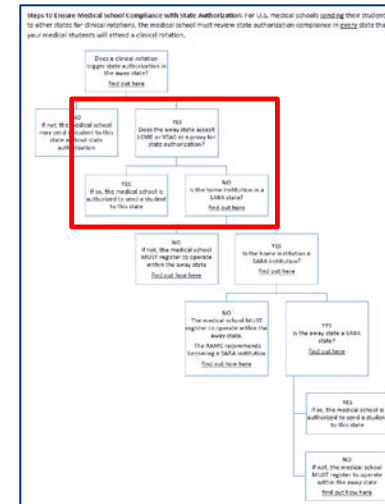 Steps to Ensure Medical School Compliance with State Authorization: For U.S. medical schools sending their student
to other states for clinical rotations, the medical school must review state authorization compliance in every state tha
your medical students will attend a clinical rotation.
Does a clinical rotation
trigger state authorization in
the away state?
find out here
NO
If not, the medical school
may send a student to this
state without state
authorization
YES
Does the away state accept
LCME or VSAS as a proxy for
state authorization?
YES
If so, the medical school is
authorized to send a student
to this state
NO
Is the home institution in a
SARA state?
find out here
NO
If not, the medical school
MUST register to operate
within the away state
find out how here
YES
Is the home institution a
SARA institution?
find out here
NO
The medical school MUST
register to operate within the
away state.
The AAMC recommends
becoming a SARA institution
find out how here
YES
Is the away state a SARA
state?
find out here
YES
If so, the medical school is
authorized to send a student
to this state
NO
If not, the medical school
MUST register to operate
within the away state
find out how here